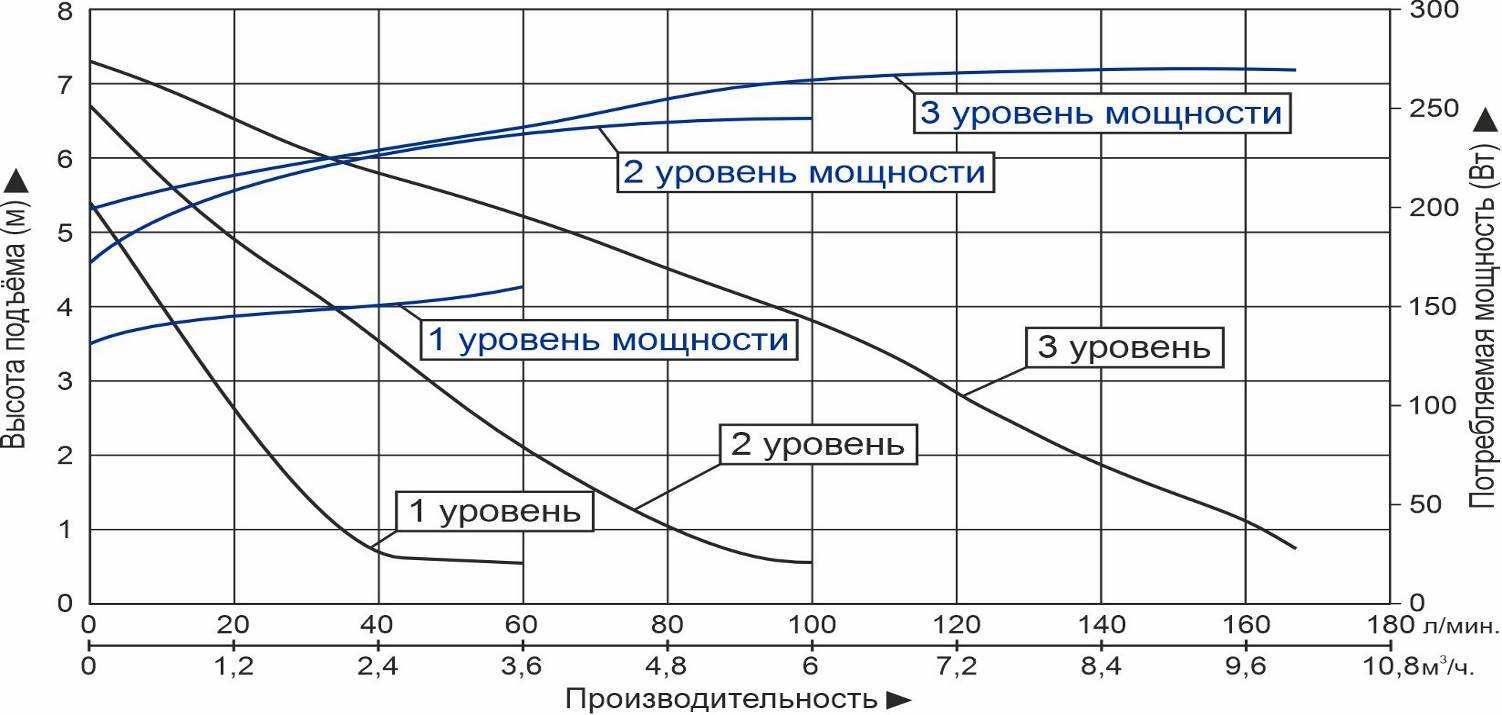 Высота подъёма (м) ▲
8
7
6
5
4
3
2
1
0
300
250
200
150
100
50
0
Потребляемая мощность (Вт) ▲
3 уровень мощности
2 уровень мощности
1 уровень мощности
3 уровень
2 уровень
1 уровень
0 20 40 60 80 100 120 140 160 180 л/мин.
0 1,2 2,4 3,6 4,8 6 7,2 8,4 9,6 10,8 м³/ч.
Производительность ►